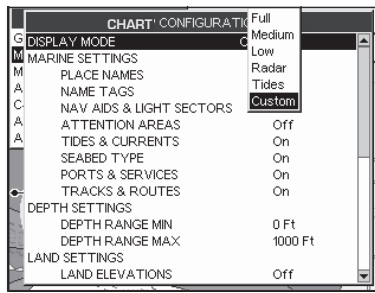 CHART' CONFIGURATI
Full
Medium
Low
Radar
Tides
Custom
G
M
M
A
C
A
A
DISPLAY MODE C
MARINE SETTINGS
PLACE NAMES
NAME TAGS
NAV AIDS & LIGHT SECTORS
ATTENTION AREAS Off
TIDES & CURRENTS On
SEABED TYPE On
PORTS & SERVICES On
TRACKS & ROUTES On
DEPTH SETTINGS
DEPTH RANGE MIN 0 Ft
DEPTH RANGE MAX 1000 Ft
LAND SETTINGS
LAND ELEVATIONS Off